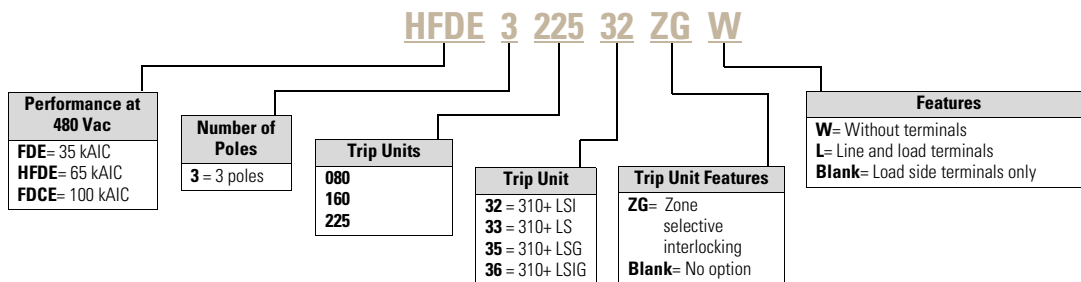 HFDE 3 225 32 ZG W
Performance at
480 Vac
FDE= 35 kAIC
HFDE= 65 kAIC
FDCE= 100 kAIC
Number of
Poles
3 = 3 poles
Trip Units
080
160
225
Trip Unit
32 = 310+ LSI
33 = 310+ LS
35 = 310+ LSG
36 = 310+ LSIG
Trip Unit Features
ZG= Zone
selective
interlocking
Blank= No option
Features
W= Without terminals
L= Line and load terminals
Blank= Load side terminals only